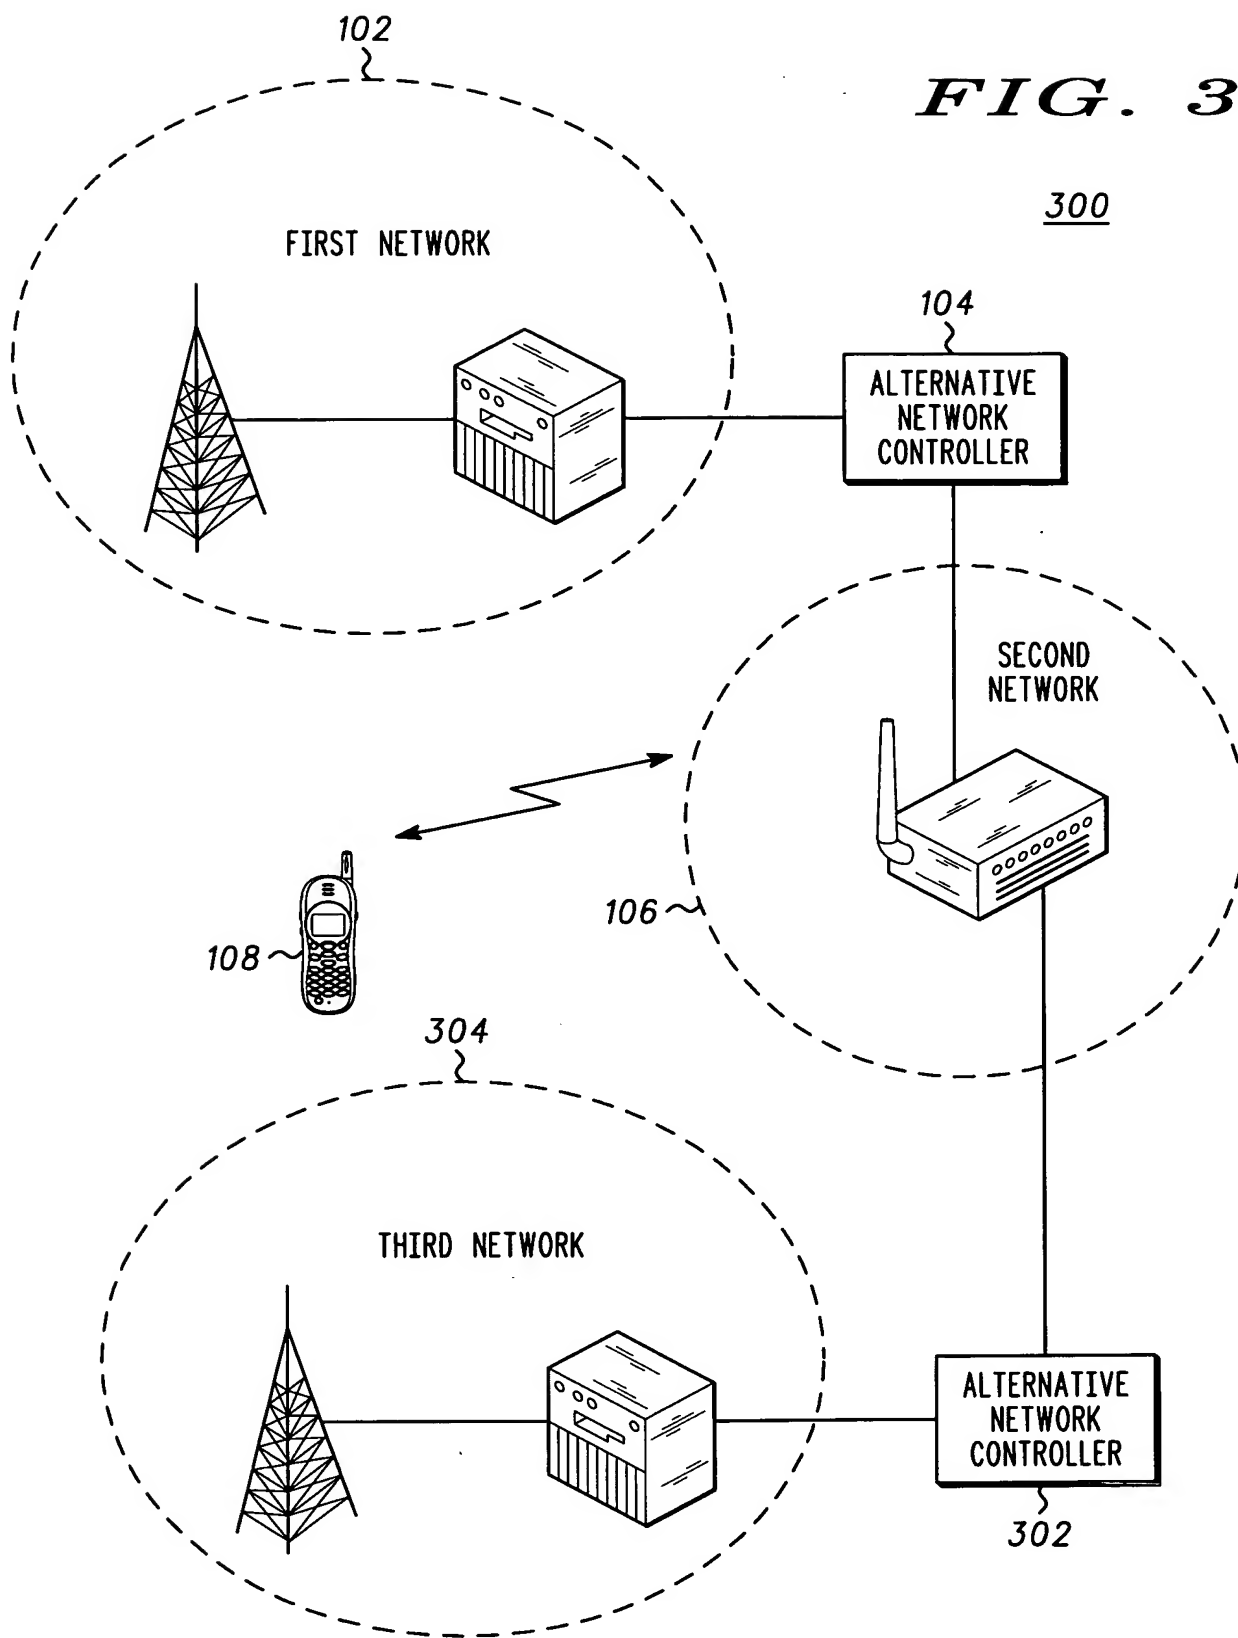 102
FIG. 3
300
FIRST NETWORK
104
ALTERNATIVE
NETWORK
CONTROLLER
SECOND
NETWORK
106
108
304
THIRD NETWORK
ALTERNATIVE
NETWORK
CONTROLLER
302